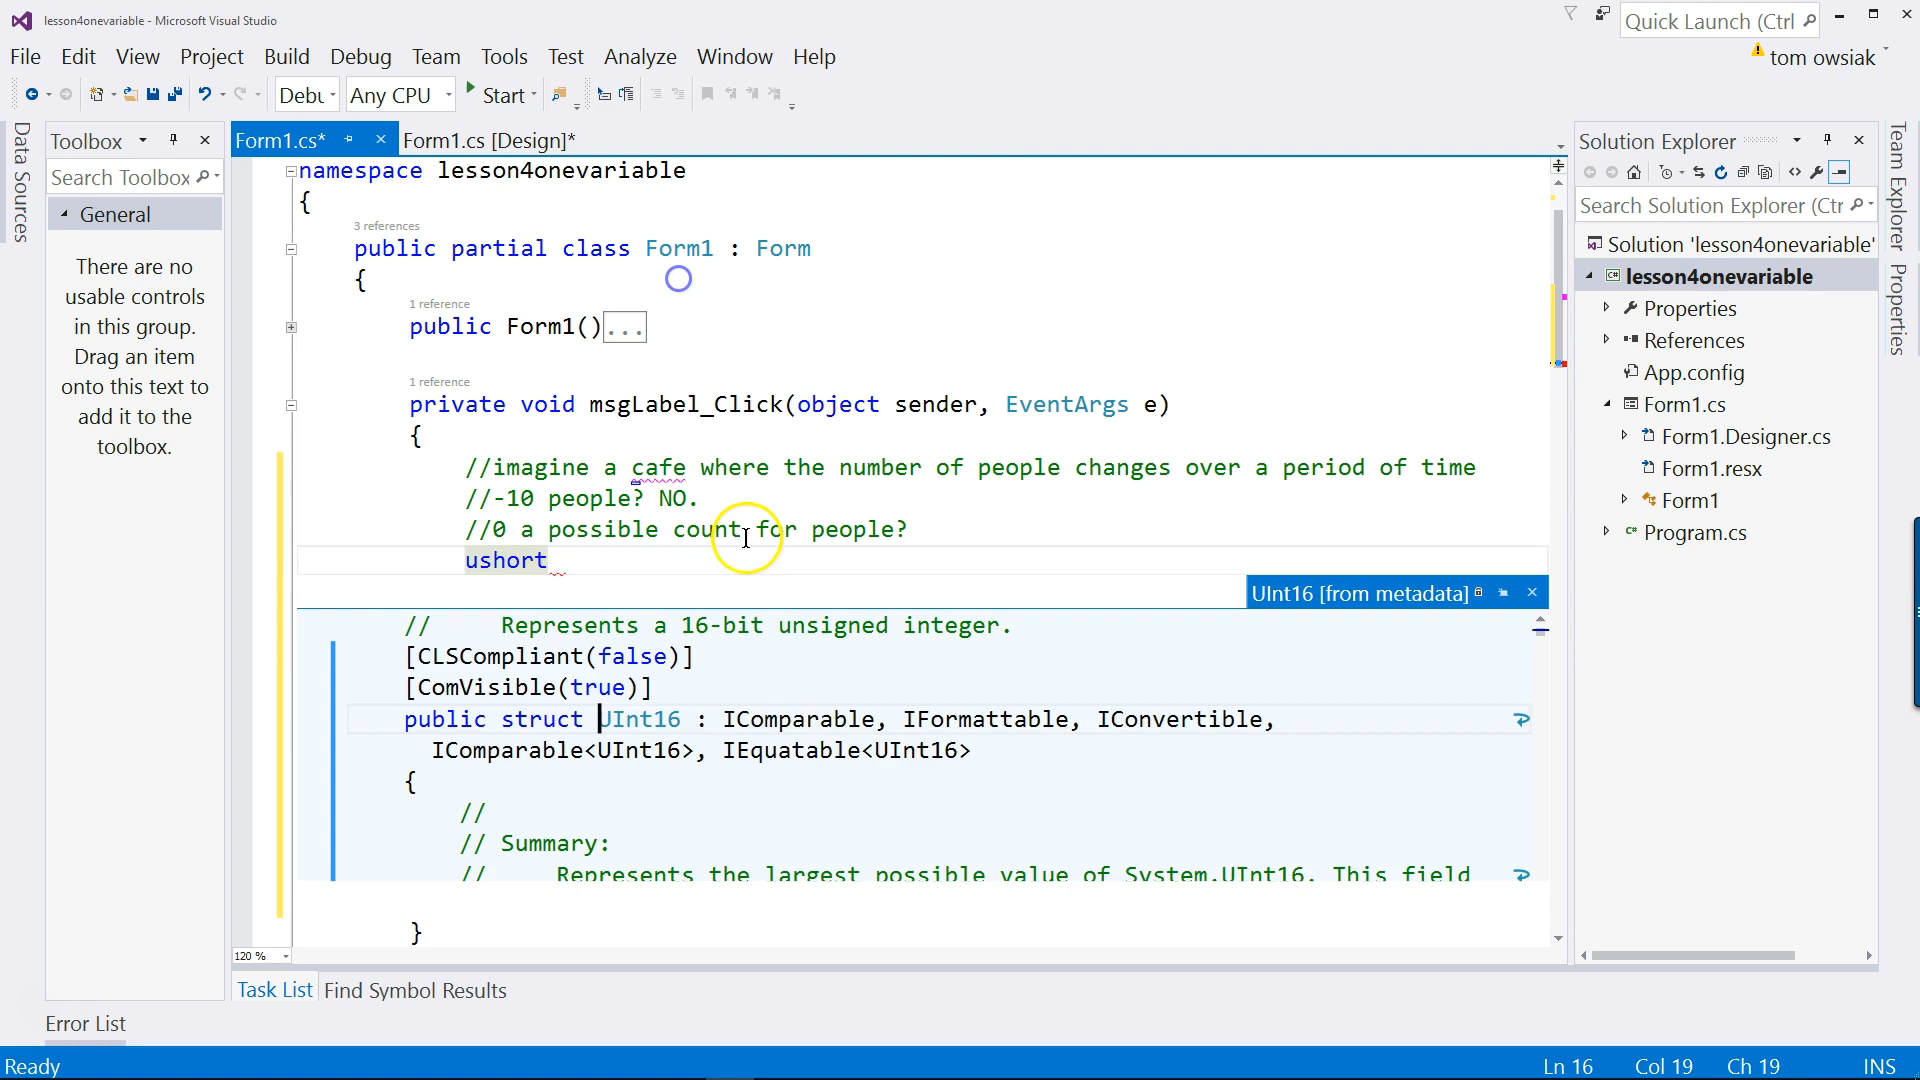 lesson4onevariable - Microsoft Visual Studio
Quick Launch (Ctrl
File Edit View Project Build Debug Team Tools Test Analyze Window Help
tom owsiak
Debu Any CPU Start
Data Sources
Toolbox
Search Toolbox
General
There are no
usable controls
in this group.
Drag an item
onto this text to
add it to the
toolbox.
Form1.cs* Form1.cs [Design]*
namespace lesson4onevariable
{
3 references
public partial class Form1 : Form
{
1 reference
public Form1()...
1 reference
private void msgLabel_Click(object sender, EventArgs e)
{
//imagine a cafe where the number of people changes over a period of time
//-10 people? NO.
//0 a possible count for people?
ushort
UInt16 [from metadata]
// Represents a 16-bit unsigned integer.
[CLSCompliant(false)]
[ComVisible(true)]
public struct UInt16 : IComparable, IFormattable, IConvertible,
IComparable<UInt16>, IEquatable<UInt16>
{
//
// Summary:
// Represents the largest possible value of System.UInt16. This field
}
120 %
Task List Find Symbol Results
Error List
Solution Explorer
Search Solution Explorer (Ctr
Solution 'lesson4onevariable'
C# lesson4onevariable
Properties
References
App.config
Form1.cs
Form1.Designer.cs
Form1.resx
Form1
C# Program.cs
Team Explorer
Properties
Ready Ln 16 Col 19 Ch 19 INS